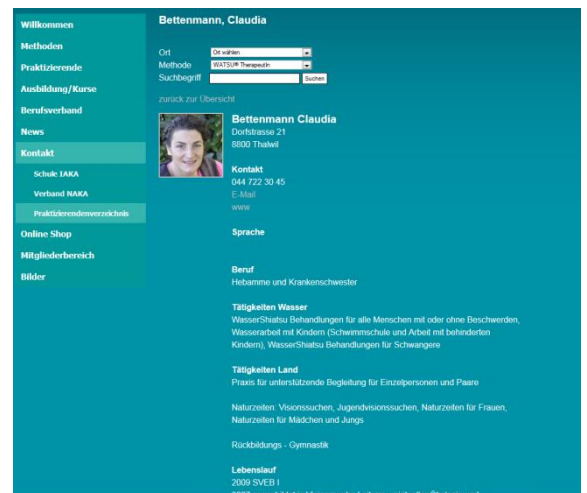 Willkommen
Methoden
Praktizierende
Ausbildung/Kurse
Berufsverband
News
Kontakt
Schule IAKA
Verband NAKA
Praktizierendenverzeichnis
Online Shop
Mitgliederbereich
Bilder
Bettenmann, Claudia
Ort Ort wählen
Methode WATSU® TherapeutIn
Suchbegriff Suchen
zurück zur Übersicht
Bettenmann Claudia
Dorfstrasse 21
8800 Thalwil
Kontakt
044 722 30 45
E-Mail
www
Sprache
Beruf
Hebamme und Krankenschwester
Tätigkeiten Wasser
WasserShiatsu Behandlungen für alle Menschen mit oder ohne Beschwerden,
Wasserarbeit mit Kindern (Schwimmschule und Arbeit mit behinderten
Kindern), WasserShiatsu Behandlungen für Schwangere
Tätigkeiten Land
Praxis für unterstützende Begleitung für Einzelpersonen und Paare
Naturzeiten: Visionssuchen, Jugendvisionssuchen, Naturzeiten für Frauen,
Naturzeiten für Mädchen und Jungs
Rückbildungs - Gymnastik
Lebenslauf
2009 SVEB I